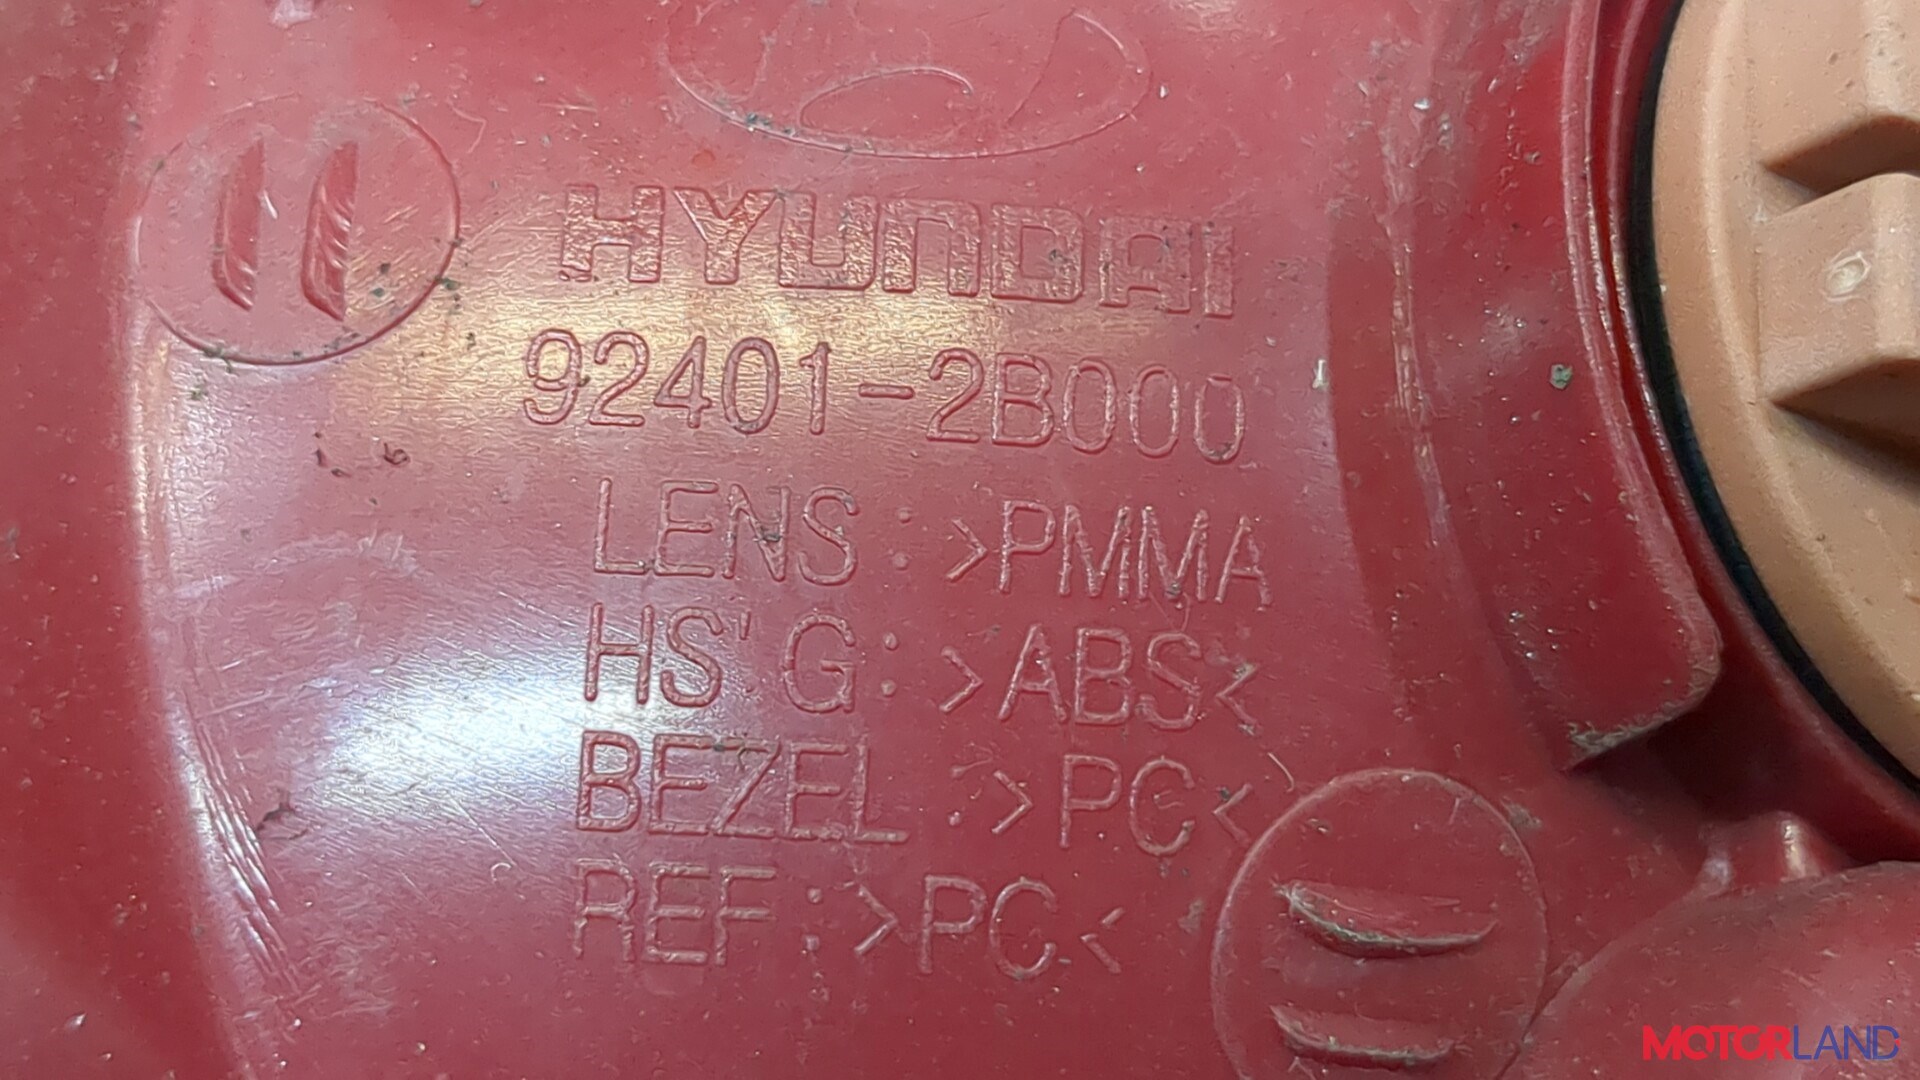 HYUNDAI
92401-2B000
LENS : >PMMA
HS'G : >ABS<
BEZEL : >PC<
REF : >PC<
MOTORLAND